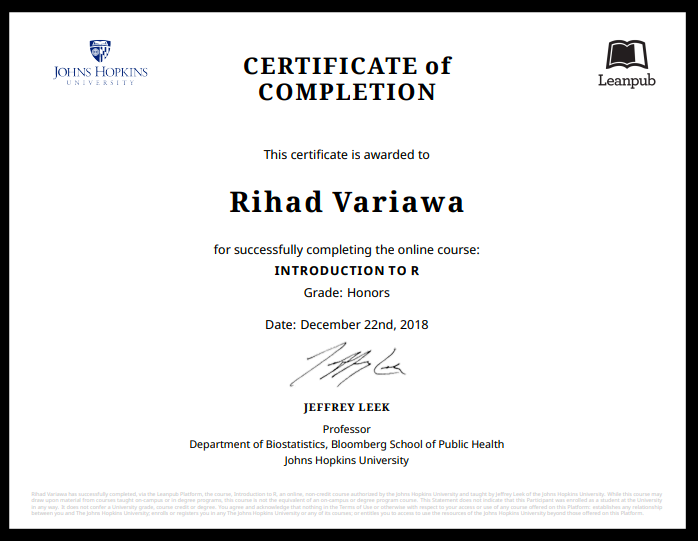 JOHNS HOPKINS
UNIVERSITY
CERTIFICATE of
COMPLETION
Leanpub
This certificate is awarded to
Rihad Variawa
for successfully completing the online course:
INTRODUCTION TO R
Grade: Honors
Date: December 22nd, 2018
JEFFREY LEEK
Professor
Department of Biostatistics, Bloomberg School of Public Health
Johns Hopkins University
Rihad Variawa has successfully completed, via the Leanpub Platform, the course, Introduction to R, an online, non-credit course authorized by the Johns Hopkins University and taught by Jeffrey Leek of the Johns Hopkins University. While this course may
draw upon material from courses taught on-campus or in degree programs, this course is not the equivalent of an on-campus or degree program course. This Statement does not indicate that this Participant was enrolled as a student at the University
in any way. It does not confer a University grade, course credit or degree. You agree and acknowledge that nothing in the Terms of Use or otherwise with respect to your access or use of any course offered on this Platform: establishes any relationship
between you and The Johns Hopkins University; enrolls or registers you in any The Johns Hopkins University or any of its courses; or entitles you to access to use the resources of the Johns Hopkins University beyond those offered on this Platform.